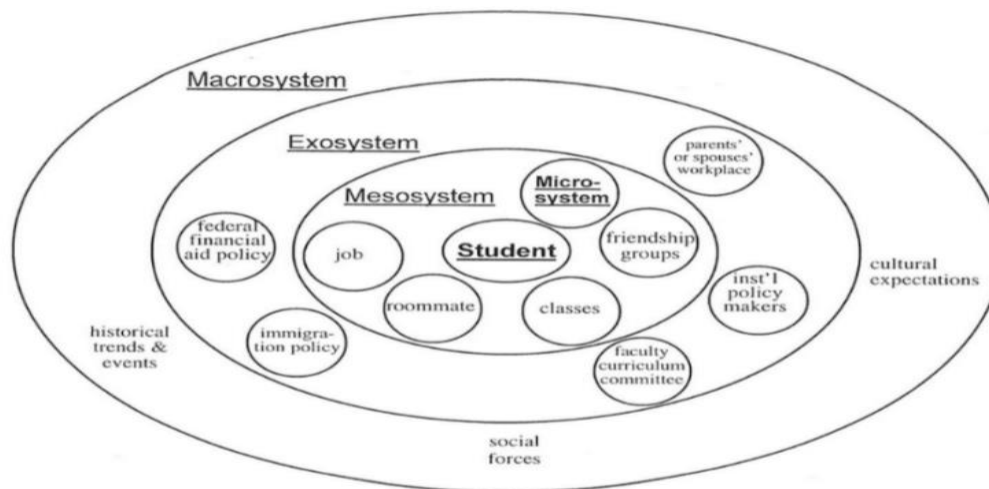 Macrosystem
Exosystem
parents'
or spouses'
workplace
Mesosystem
Micro-
system
federal
financial
aid policy
job
Student
friendship
groups
cultural
expectations
inst'l
policy
makers
roommate
classes
historical
trends &
events
immigra-
tion policy
faculty
curriculum
committee
social
forces